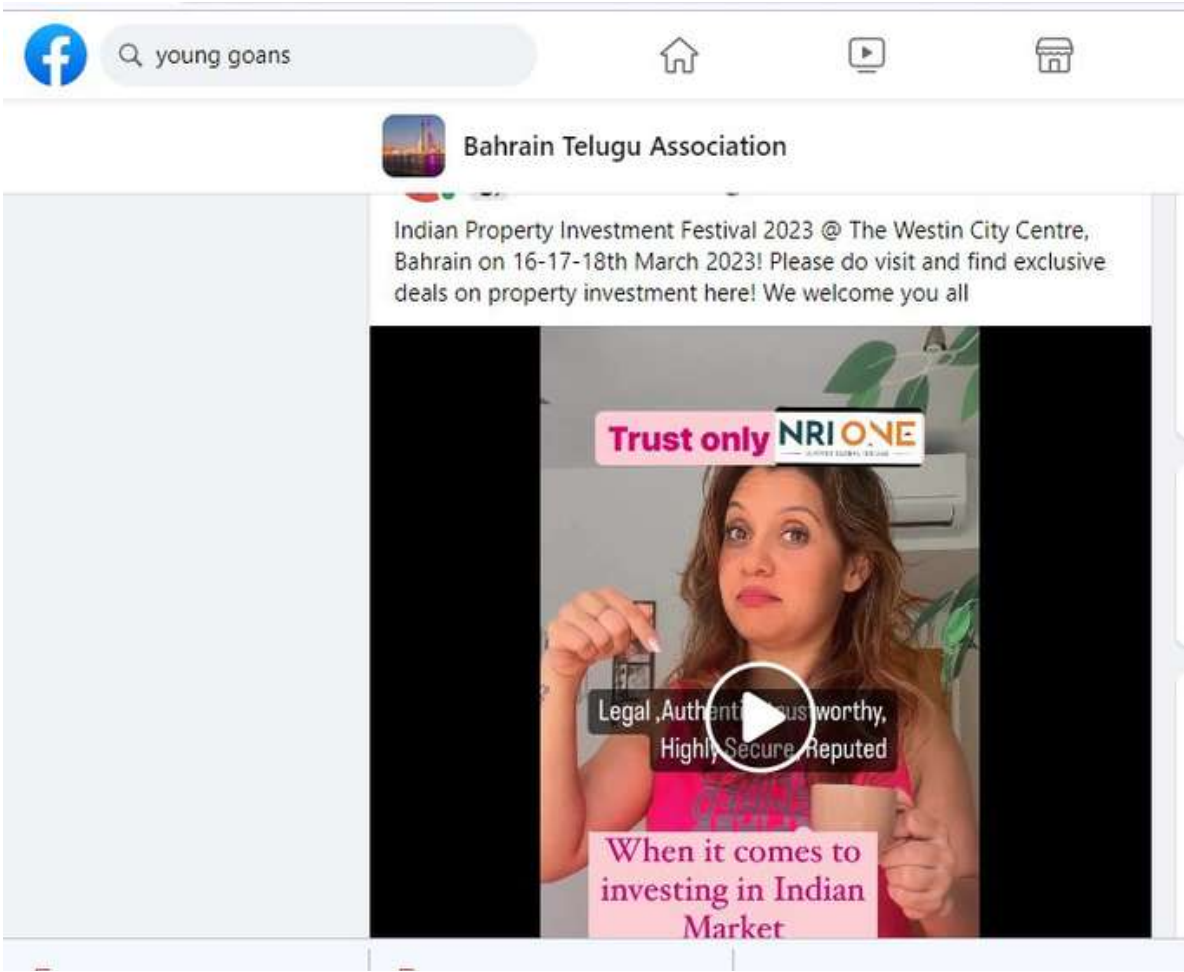 young goans
Bahrain Telugu Association
Indian Property Investment Festival 2023 @ The Westin City Centre,
Bahrain on 16-17-18th March 2023! Please do visit and find exclusive
deals on property investment here! We welcome you all
Trust only NRI ONE
Legal ,Authenti worthy,
Highly Secure, Reputed
When it comes to
investing in Indian
Market